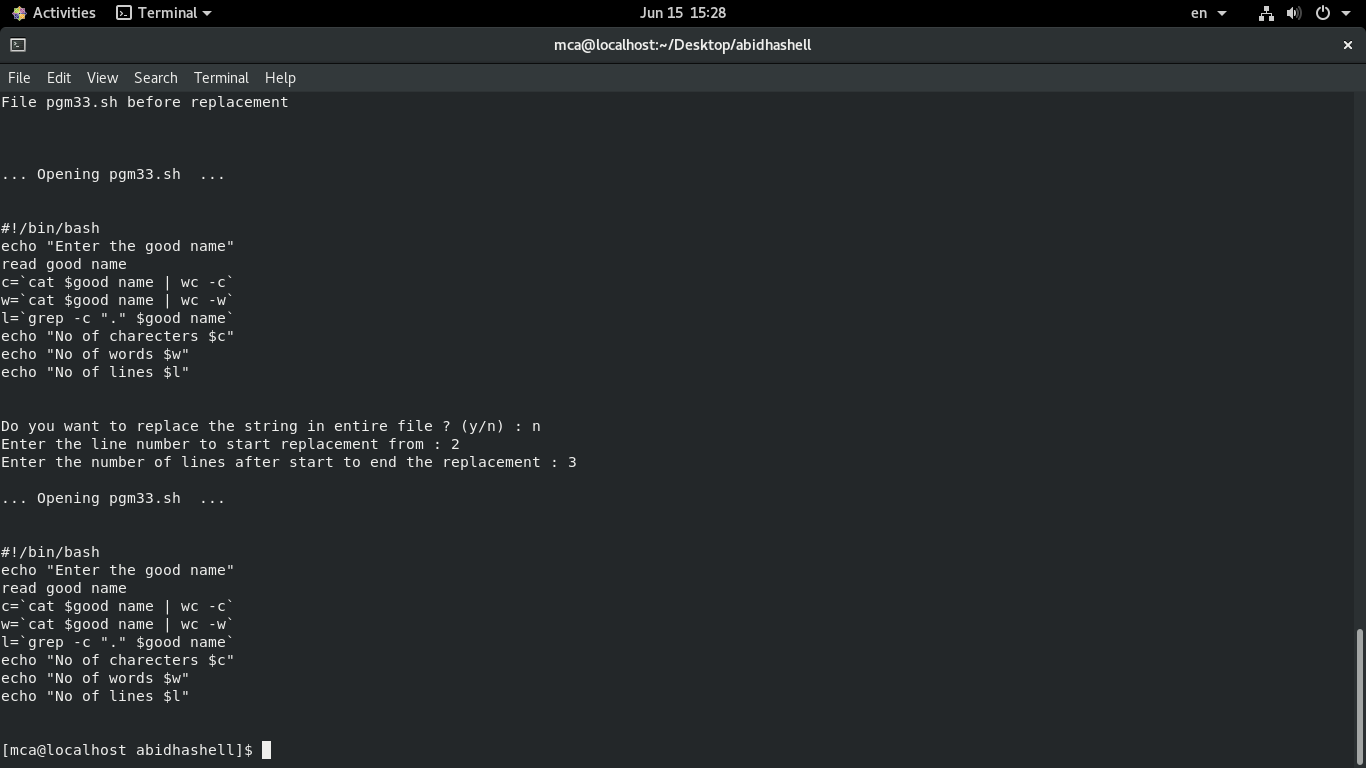 Activities Terminal Jun 15 15:28 en
mca@localhost:~/Desktop/abidhashell ×
File Edit View Search Terminal Help
File pgm33.sh before replacement
... Opening pgm33.sh  ...
#!/bin/bash
echo "Enter the good name"
read good name
c=`cat $good name | wc -c`
w=`cat $good name | wc -w`
l=`grep -c "." $good name`
echo "No of charecters $c"
echo "No of words $w"
echo "No of lines $l"
Do you want to replace the string in entire file ? (y/n) : n
Enter the line number to start replacement from : 2
Enter the number of lines after start to end the replacement : 3
... Opening pgm33.sh  ...
#!/bin/bash
echo "Enter the good name"
read good name
c=`cat $good name | wc -c`
w=`cat $good name | wc -w`
l=`grep -c "." $good name`
echo "No of charecters $c"
echo "No of words $w"
echo "No of lines $l"
[mca@localhost abidhashell]$